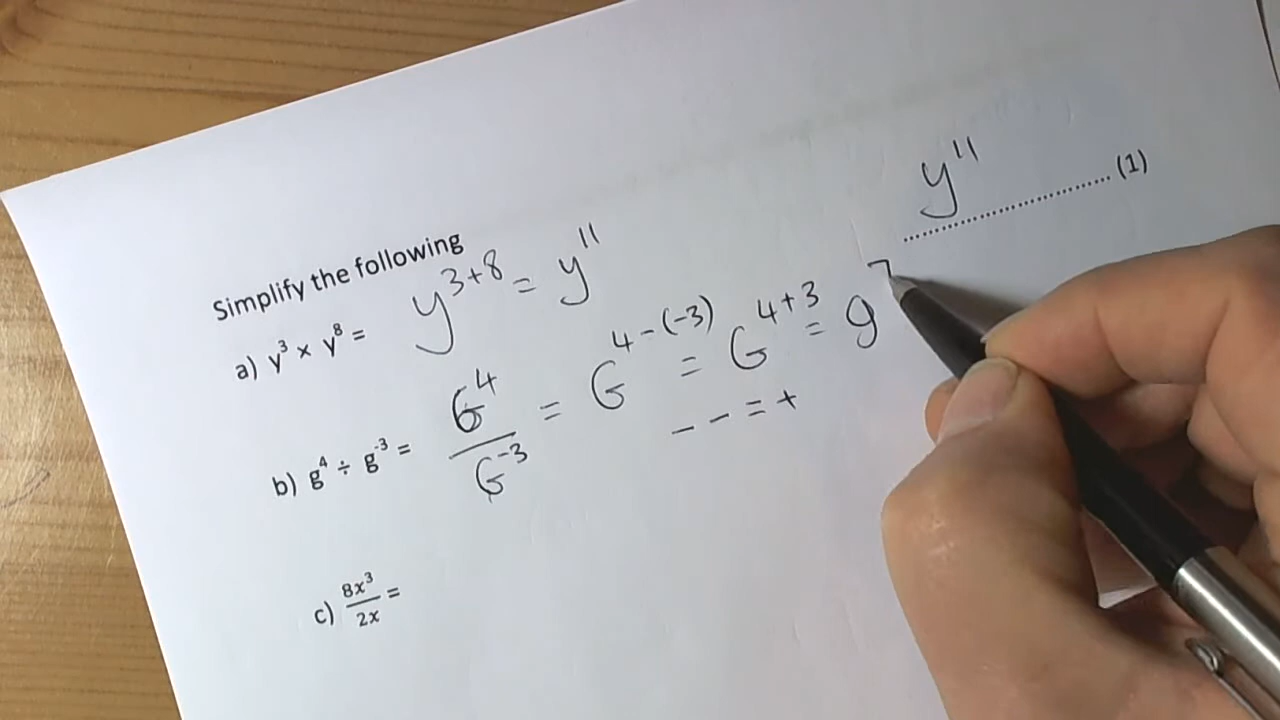 Simplify the following
a) y³ × y⁸ = y³⁺⁸ = y¹¹
y¹¹ .............................. (1)
b) g⁴ ÷ g⁻³ = G⁴/G⁻³ = G⁴⁻⁽⁻³⁾ = G⁴⁺³ = g⁷
− − = +
c) 8x³/2x =